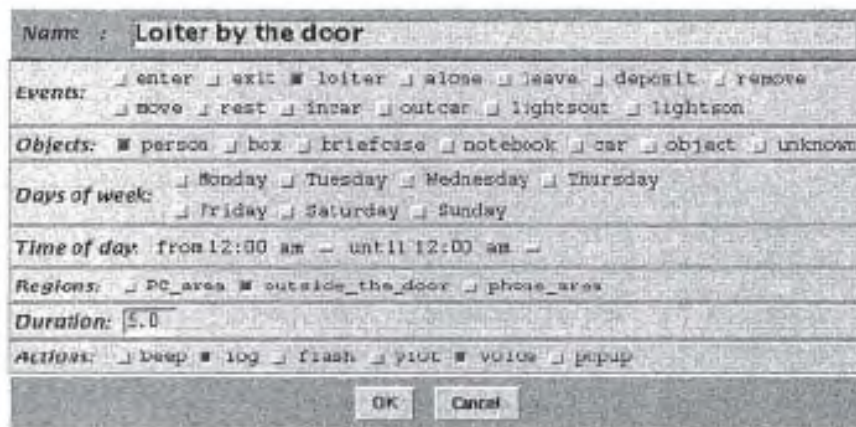 Name : Loiter by the door
Events: enter exit loiter alone leave deposit remove
move rest incar outcar lightsout lightson
Objects: person box briefcase notebook car object unknown
Days of week: Monday Tuesday Wednesday Thursday
Friday Saturday Sunday
Time of day: from 12:00 am until 12:00 am
Regions: PC_area outside_the_door phone_area
Duration: 5.0
Actions: beep log flash plot voice popup
OK Cancel